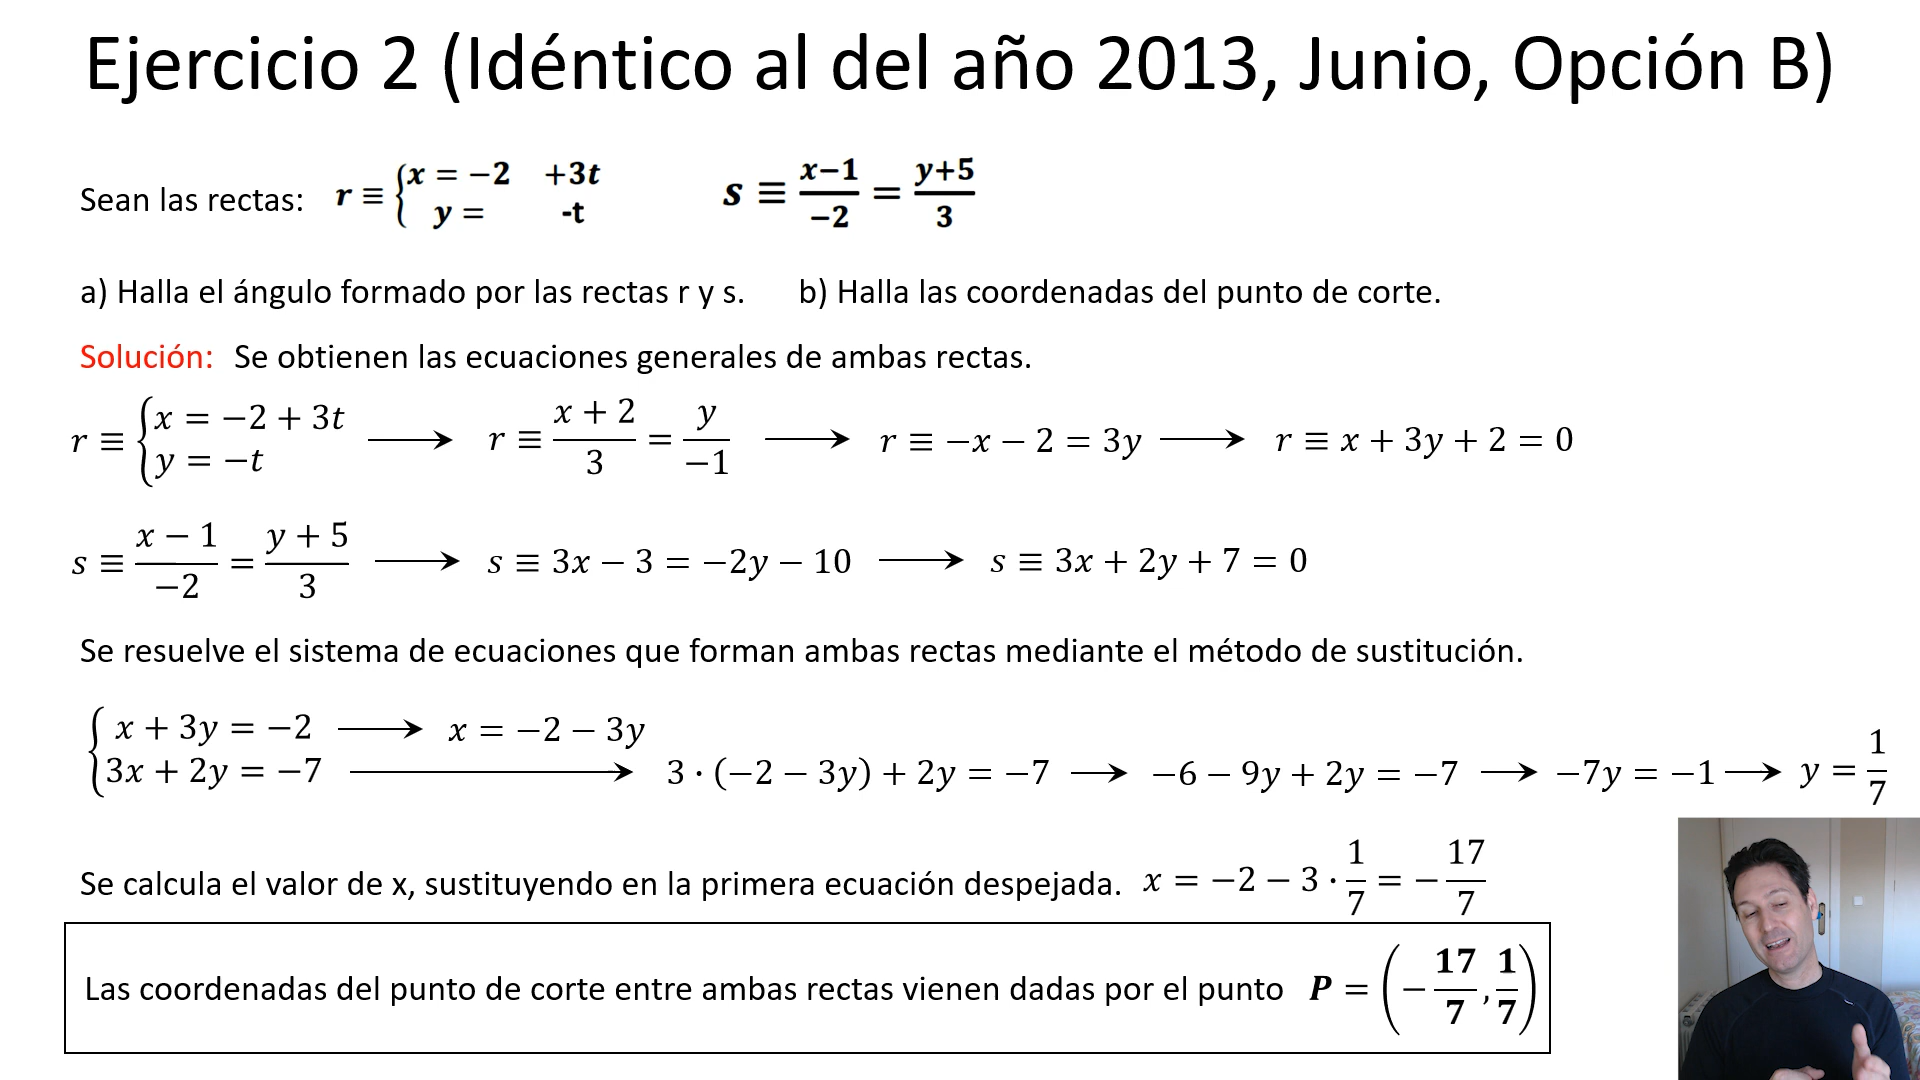 Ejercicio 2 (Idéntico al del año 2013, Junio, Opción B)
Sean las rectas: r ≡ { x = −2 +3t
y = -t
s ≡ (x−1)/(−2) = (y+5)/3
a) Halla el ángulo formado por las rectas r y s. b) Halla las coordenadas del punto de corte.
Solución: Se obtienen las ecuaciones generales de ambas rectas.
r ≡ { x = −2 + 3t
y = −t
⟶ r ≡ (x + 2)/3 = y/(−1) ⟶ r ≡ −x − 2 = 3y ⟶ r ≡ x + 3y + 2 = 0
s ≡ (x − 1)/(−2) = (y + 5)/3 ⟶ s ≡ 3x − 3 = −2y − 10 ⟶ s ≡ 3x + 2y + 7 = 0
Se resuelve el sistema de ecuaciones que forman ambas rectas mediante el método de sustitución.
{ x + 3y = −2 ⟶ x = −2 − 3y
3x + 2y = −7 ⟶ 3 · (−2 − 3y) + 2y = −7 ⟶ −6 − 9y + 2y = −7 ⟶ −7y = −1 ⟶ y = 1/7
Se calcula el valor de x, sustituyendo en la primera ecuación despejada. x = −2 − 3 · 1/7 = − 17/7
Las coordenadas del punto de corte entre ambas rectas vienen dadas por el punto P = (− 17/7, 1/7)